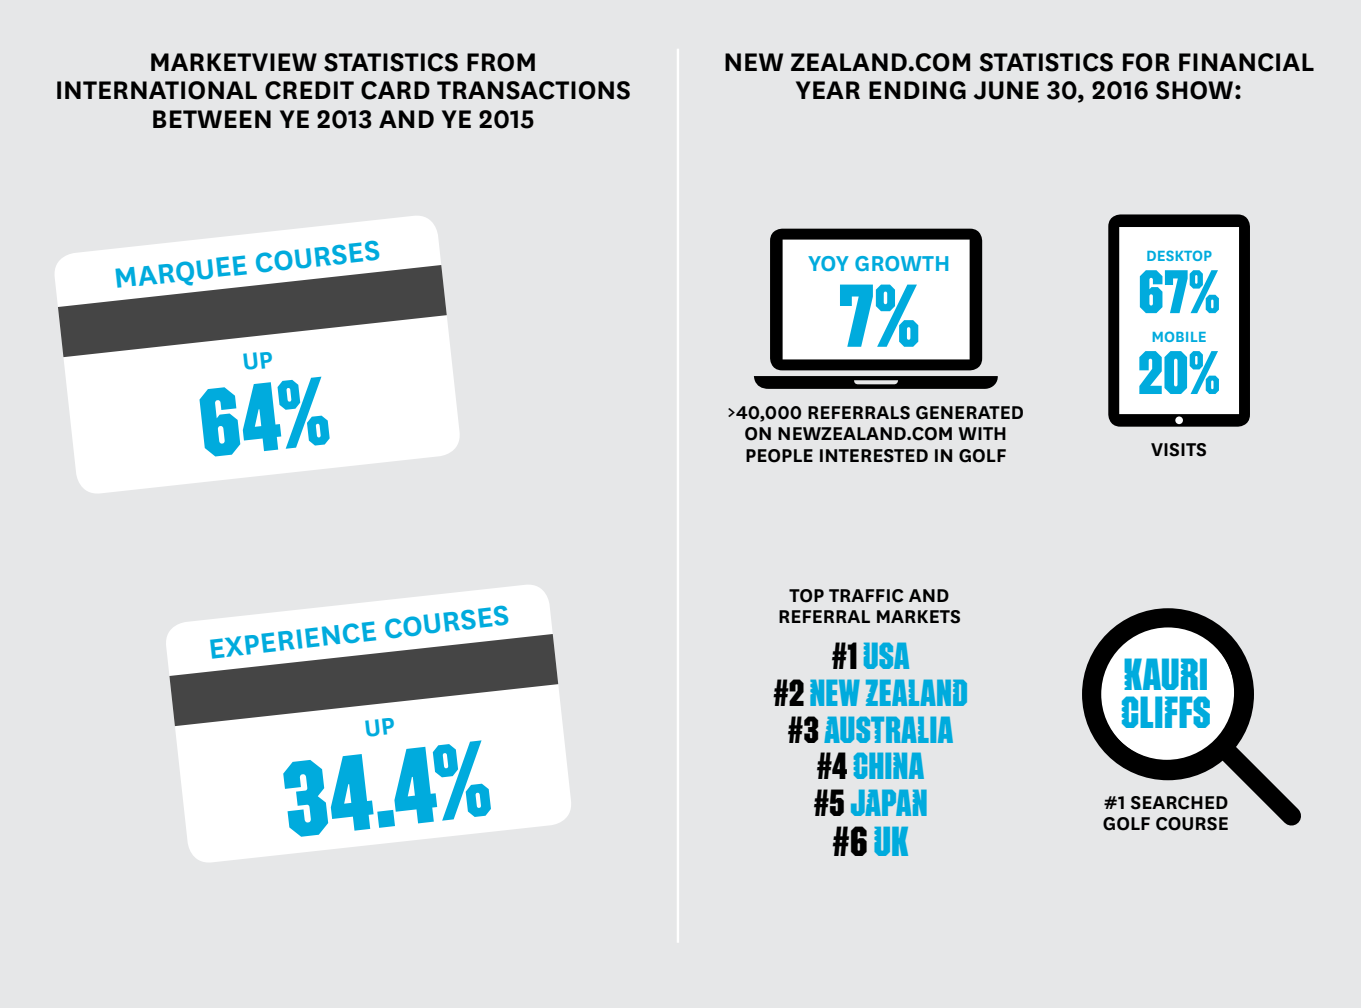 MARKETVIEW STATISTICS FROM
INTERNATIONAL CREDIT CARD TRANSACTIONS
BETWEEN YE 2013 AND YE 2015
MARQUEE COURSES
UP
64%
EXPERIENCE COURSES
UP
34.4%
NEW ZEALAND.COM STATISTICS FOR FINANCIAL
YEAR ENDING JUNE 30, 2016 SHOW:
YOY GROWTH
7%
>40,000 REFERRALS GENERATED
ON NEWZEALAND.COM WITH
PEOPLE INTERESTED IN GOLF
DESKTOP
67%
MOBILE
20%
VISITS
TOP TRAFFIC AND
REFERRAL MARKETS
#1 USA
#2 NEW ZEALAND
#3 AUSTRALIA
#4 CHINA
#5 JAPAN
#6 UK
KAURI
CLIFFS
#1 SEARCHED
GOLF COURSE